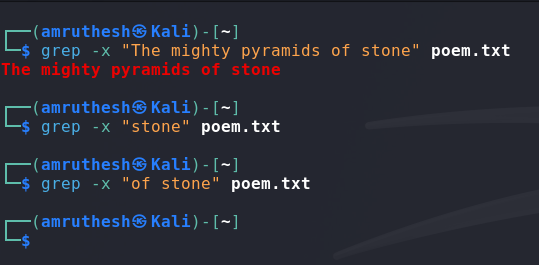 ┌──(amruthesh㉿Kali)-[~]
└─$ grep -x "The mighty pyramids of stone" poem.txt
The mighty pyramids of stone
┌──(amruthesh㉿Kali)-[~]
└─$ grep -x "stone" poem.txt
┌──(amruthesh㉿Kali)-[~]
└─$ grep -x "of stone" poem.txt
┌──(amruthesh㉿Kali)-[~]
└─$